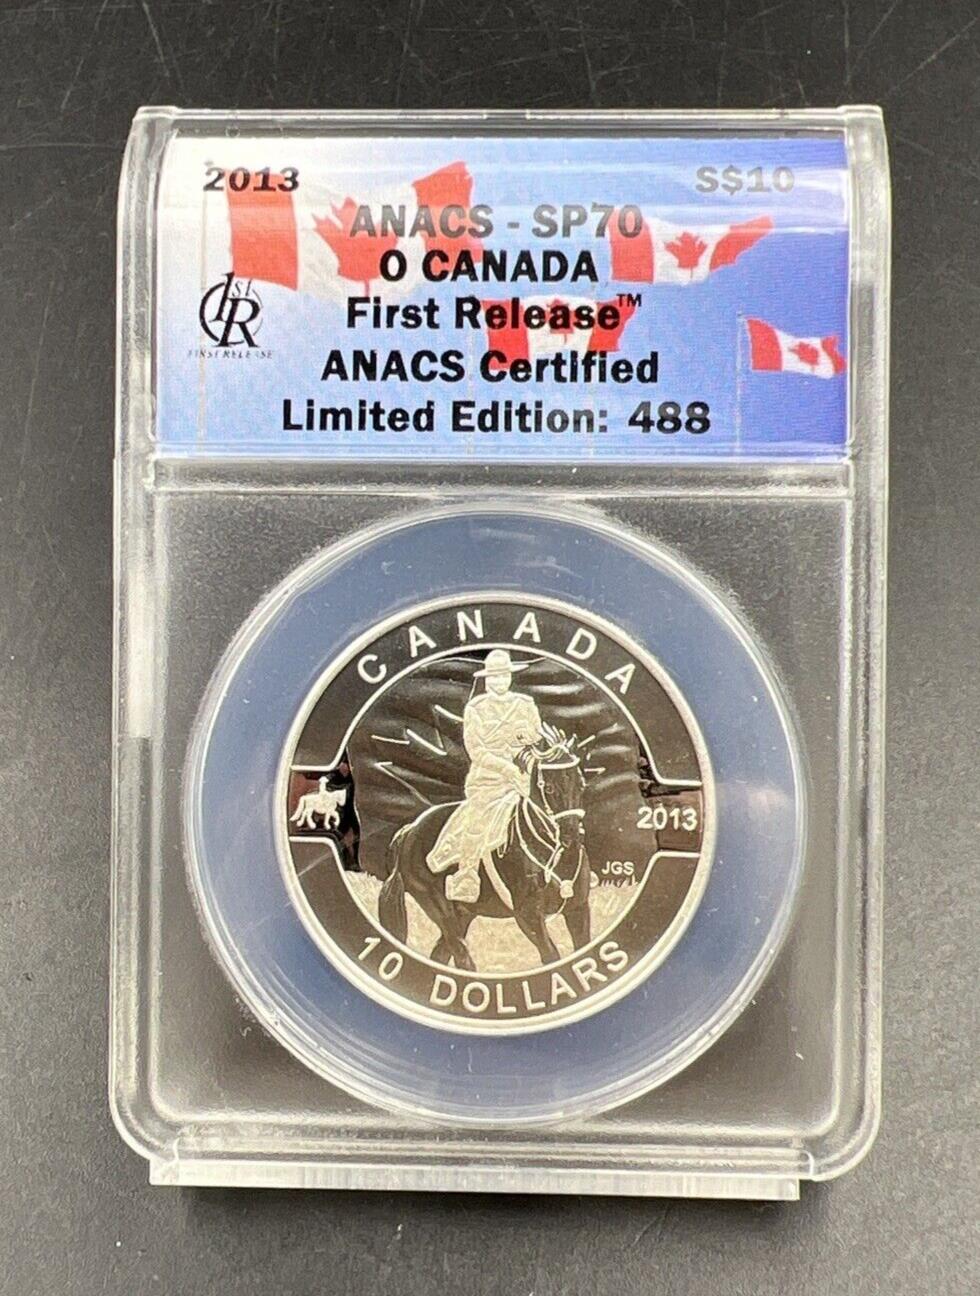 2013 S$10
ANACS - SP70
O CANADA
First Release™
ANACS Certified
Limited Edition: 488
1st R
FIRST RELEASE
CANADA
2013
JGS
10 DOLLARS